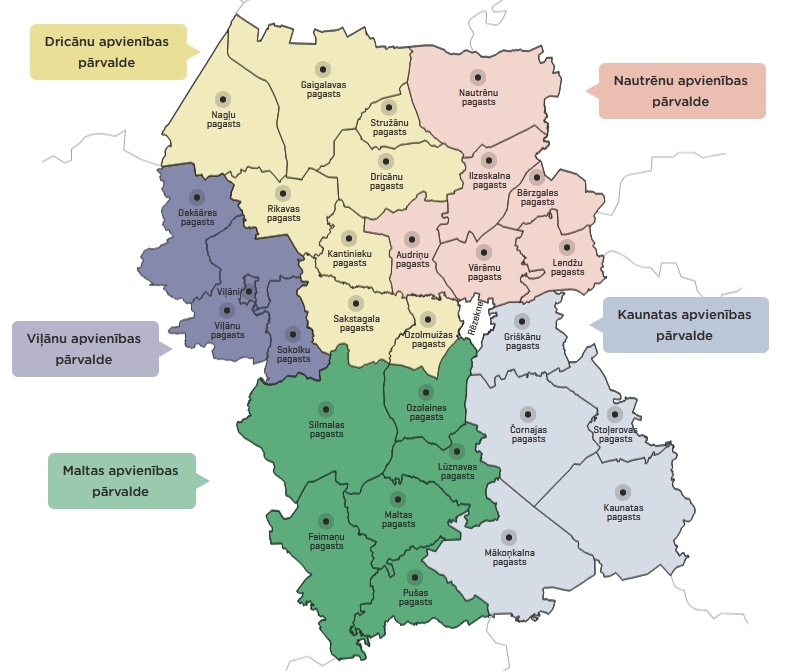 Dricānu apvienības
pārvalde
Nautrēnu apvienības
pārvalde
Gaigalavas
pagasts
Nautrēnu
pagasts
Nagļu
pagasts
Stružānu
pagasts
Dricānu
pagasts
Ilzeskalna
pagasts
Bērzgales
pagasts
Dekšāres
pagasts
Rikavas
pagasts
Kantinieku
pagasts
Audriņu
pagasts
Vērēmu
pagasts
Lendžu
pagasts
Viļāni
Viļānu
pagasts
Sokolku
pagasts
Sakstagala
pagasts
Ozolmuižas
pagasts
Rēzekne
Griškānu
pagasts
Kaunatas apvienības
pārvalde
Viļānu apvienības
pārvalde
Silmalas
pagasts
Ozolaines
pagasts
Čornajas
pagasts
Stoļerovas
pagasts
Maltas apvienības
pārvalde
Lūznavas
pagasts
Maltas
pagasts
Kaunatas
pagasts
Feimaņu
pagasts
Mākoņkalna
pagasts
Pušas
pagasts